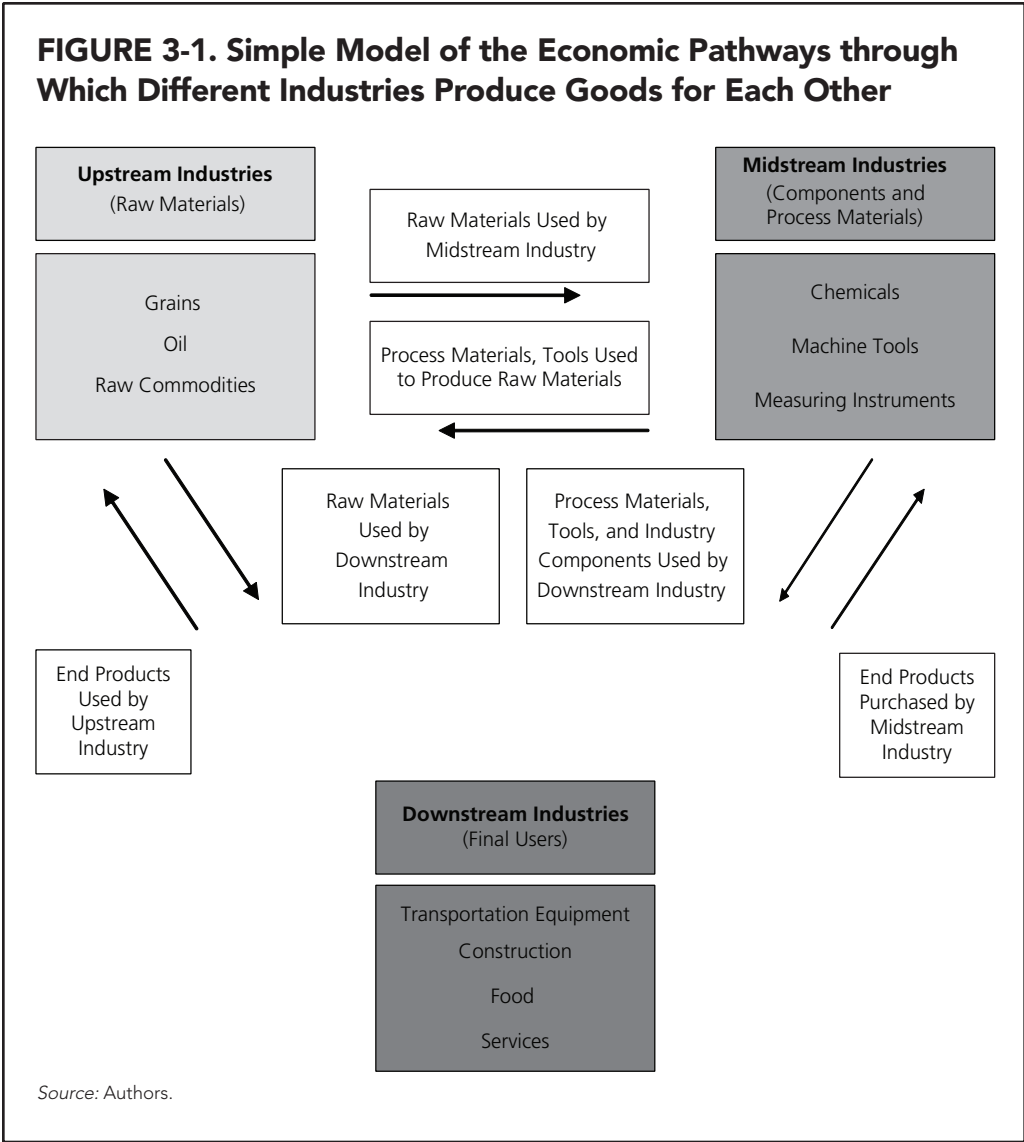 FIGURE 3-1. Simple Model of the Economic Pathways through
Which Different Industries Produce Goods for Each Other
Upstream Industries
(Raw Materials)
Grains
Oil
Raw Commodities
Raw Materials Used by
Midstream Industry
Process Materials, Tools Used
to Produce Raw Materials
Midstream Industries
(Components and
Process Materials)
Chemicals
Machine Tools
Measuring Instruments
Raw Materials
Used by
Downstream
Industry
Process Materials,
Tools, and Industry
Components Used by
Downstream Industry
End Products
Used by
Upstream
Industry
End Products
Purchased by
Midstream
Industry
Downstream Industries
(Final Users)
Transportation Equipment
Construction
Food
Services
Source: Authors.